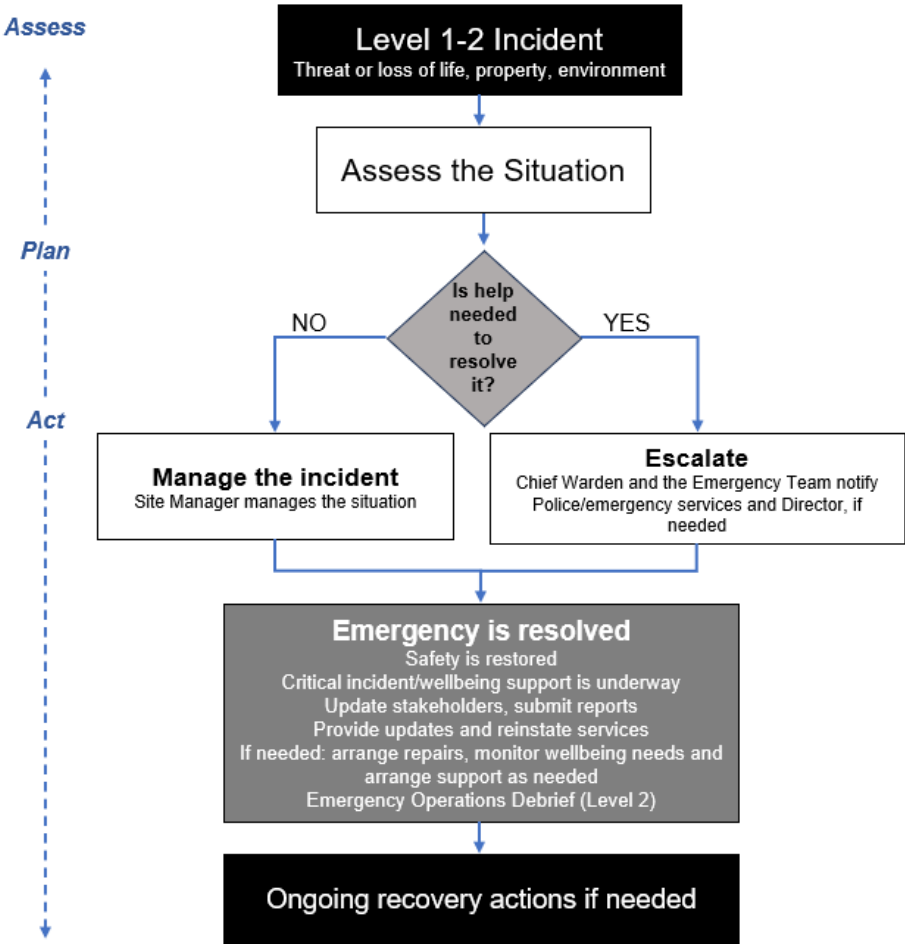 Assess
Level 1-2 Incident
Threat or loss of life, property, environment
Assess the Situation
Plan
Is help
needed
to
resolve
it?
NO
YES
Act
Manage the incident
Site Manager manages the situation
Escalate
Chief Warden and the Emergency Team notify
Police/emergency services and Director, if
needed
Emergency is resolved
Safety is restored
Critical incident/wellbeing support is underway
Update stakeholders, submit reports
Provide updates and reinstate services
If needed: arrange repairs, monitor wellbeing needs and
arrange support as needed
Emergency Operations Debrief (Level 2)
Ongoing recovery actions if needed